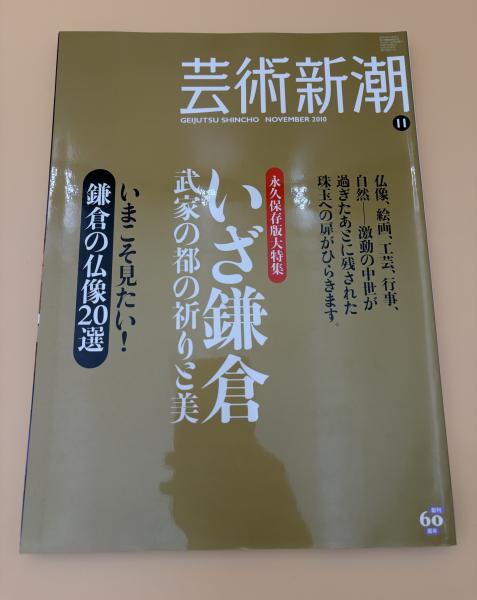 芸術新潮
GEIJUTSU SHINCHO NOVEMBER 2010
11
仏像、絵画、工芸、行事、
自然——激動の中世が
過ぎたあとに残された
珠玉への扉がひらきます。
永久保存版大特集
いざ鎌倉
武家の都の祈りと美
いまこそ見たい!
鎌倉の仏像20選
創刊
60
周年